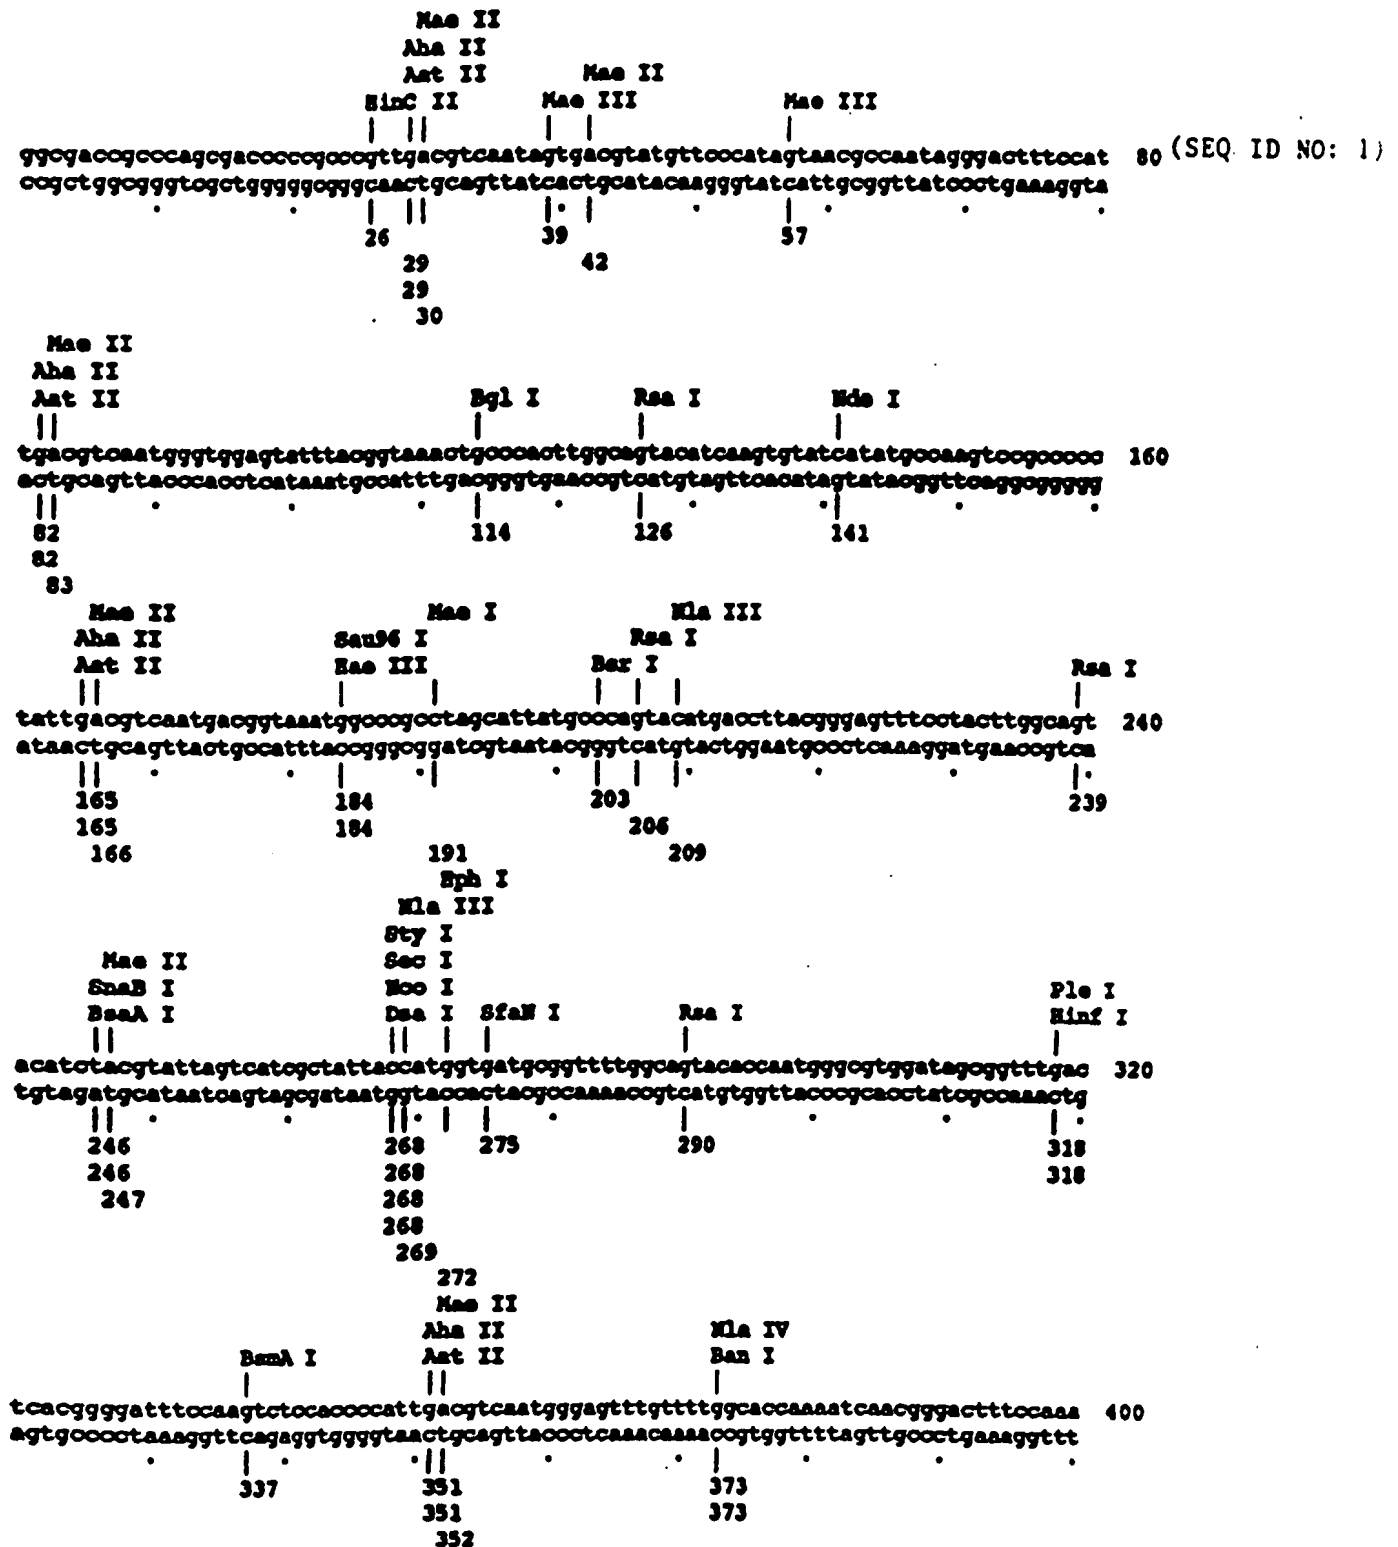 Mae II
Aha II
Aat II Mae II
HinC II Mae III Mae III
ggcgaccgcccagcgacccccgcccgttgacgtcaatagtgacgtatgttcccatagtaacgccaatagggactttccat 80 (SEQ ID NO: 1)
ccgctggcgggtcgctgggggcgggcaactgcagttatcactgcatacaagggtatcattgcggttatccctgaaaggta
26 39 57
29 42
29
30
Mae II
Aha II
Aat II Bgl I Rsa I Nde I
tgacgtcaatgggtggagtatttacggtaaactgcccacttggcagtacatcaagtgtatcatatgccaagtccgccccc 160
actgcagttacccacctcataaatgccatttgacgggtgaaccgtcatgtagttcacatagtatacggttcaggcggggg
82 114 126 141
82
83
Mae II Mae I Nla III
Aha II Sau96 I Rsa I
Aat II Hae III Bsr I Rsa I
tattgacgtcaatgacggtaaatggcccgcctagcattatgcccagtacatgaccttacgggagtttcctacttggcagt 240
ataactgcagttactgccatttaccgggcggatcgtaatacgggtcatgtactggaatgccctcaaaggatgaaccgtca
165 184 203 239
165 184 206
166 191 209
Hph I
Nla III
Sty I
Mae II Sec I
SnaB I Nco I Ple I
BsaA I Dsa I SfaN I Rsa I Hinf I
acatctacgtattagtcatcgctattaccatggtgatgcggttttggcagtacaccaatgggcgtggatagcggtttgac 320
tgtagatgcataatcagtagcgataatggtaccactacgccaaaaccgtcatgtggttacccgcacctatcgccaaactg
246 268 275 290 318
246 268 318
247 268
268
269
272
Mae II
Aha II Nla IV
BsmA I Aat II Ban I
tcacggggatttccaagtctccaccccattgacgtcaatgggagtttgttttggcaccaaaatcaacgggactttccaaa 400
agtgcccctaaaggttcagaggtggggtaactgcagttaccctcaaacaaaaccgtggttttagttgccctgaaaggttt
337 351 373
351 373
352